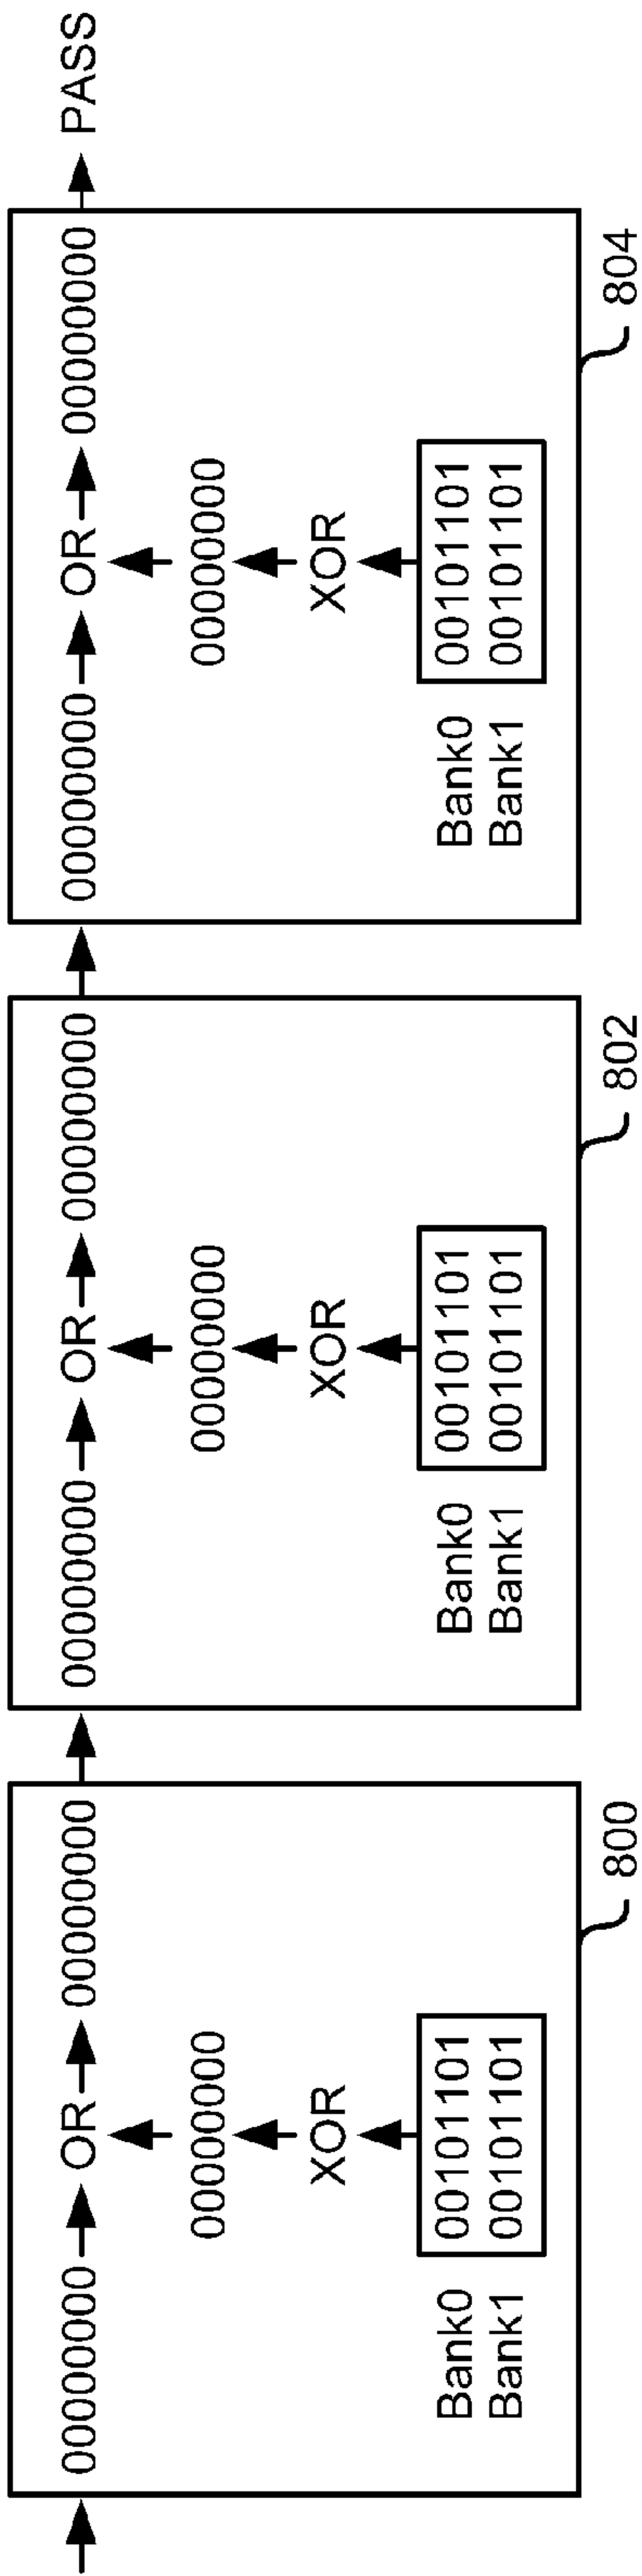 00000000 OR 00000000 00000000 OR 00000000 00000000 OR 00000000 PASS
00000000 00000000 00000000
XOR XOR XOR
Bank0 00101101 Bank0 00101101 Bank0 00101101
Bank1 00101101 Bank1 00101101 Bank1 00101101
800 802 804